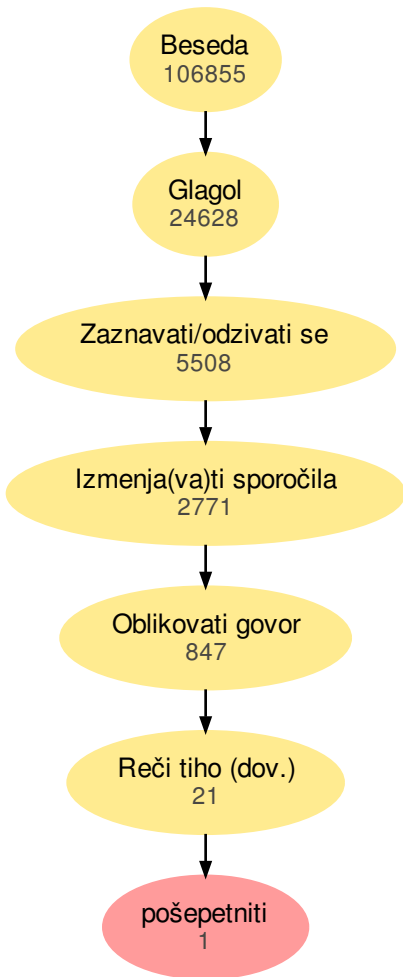 Beseda
106855
Glagol
24628
Zaznavati/odzivati se
5508
Izmenja(va)ti sporočila
2771
Oblikovati govor
847
Reči tiho (dov.)
21
pošepetniti
1